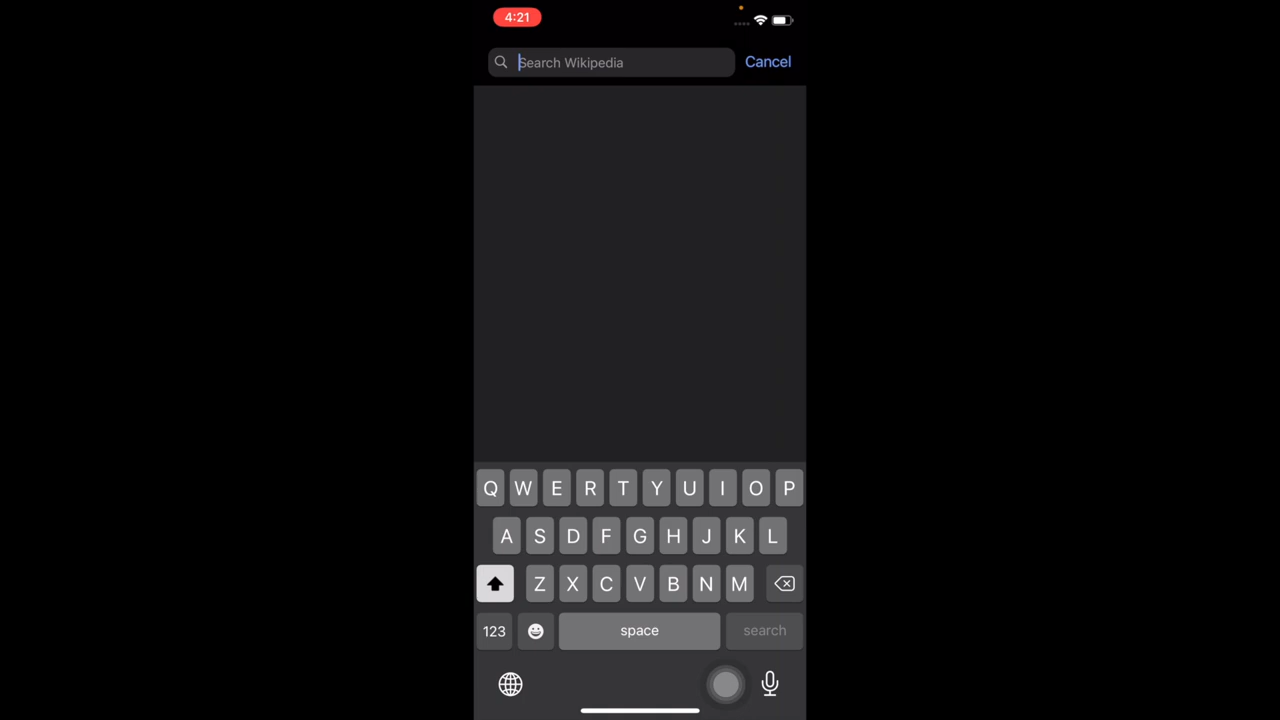 4:21
Search Wikipedia Cancel
Q W E R T Y U I O P
A S D F G H J K L
Z X C V B N M
123 space search